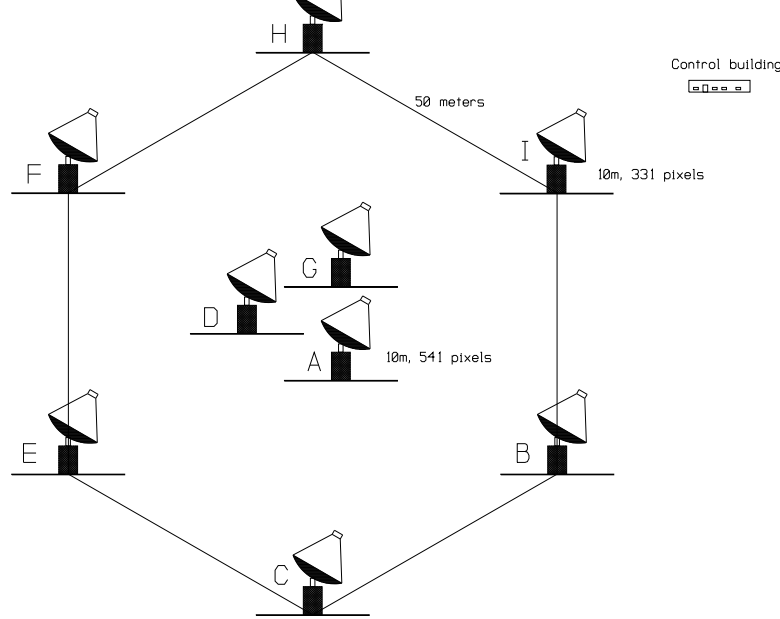 H
Control building
50 meters
I
F
10m, 331 pixels
G
D
A
10m, 541 pixels
E
B
C